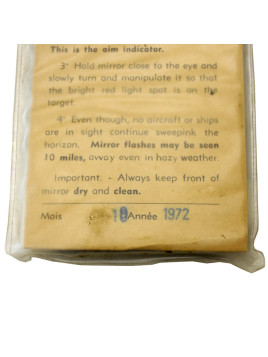 This is the aim indicator.
3° Hold mirror close to the eye and
slowly turn and manipulate it so that
the bright red light spot is on the
target
4° Even though, no aircraft or ships
are in sight continue sweepink the
horizon. Mirror flashes may be seen
10 miles, avvay even in hazy weather.
Important. - Always keep front of
mirror dry and clean.
Mois 10 Année 1972